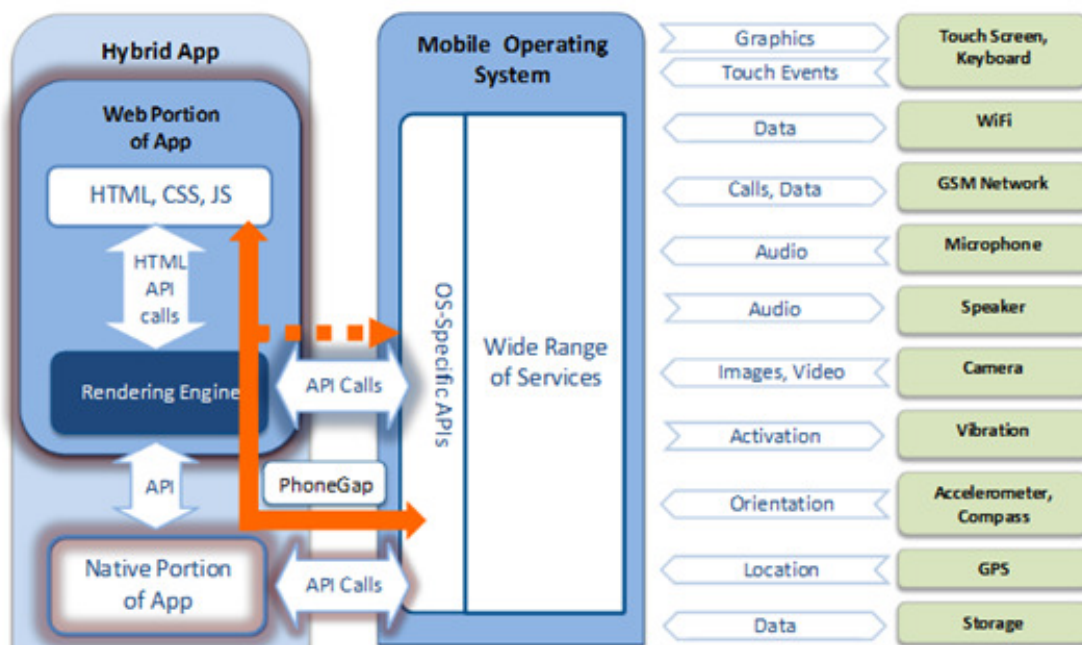 Hybrid App
Web Portion
of App
HTML, CSS, JS
HTML
API
calls
Rendering Engine
API
Native Portion
of App
PhoneGap
API Calls
API Calls
Mobile Operating
System
OS-Specific APIs
Wide Range
of Services
Graphics
Touch Events
Touch Screen,
Keyboard
Data
WiFi
Calls, Data
GSM Network
Audio
Microphone
Audio
Speaker
Images, Video
Camera
Activation
Vibration
Orientation
Accelerometer,
Compass
Location
GPS
Data
Storage